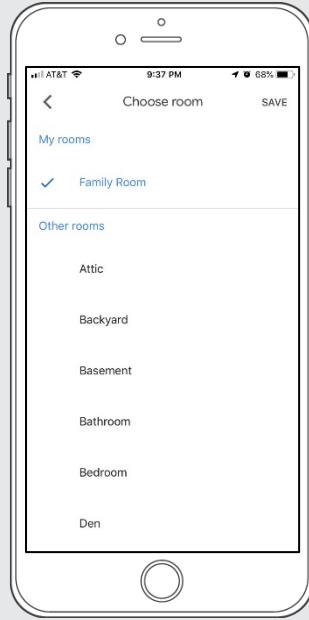 AT&T 9:37 PM 68%
Choose room SAVE
My rooms
Family Room
Other rooms
Attic
Backyard
Basement
Bathroom
Bedroom
Den